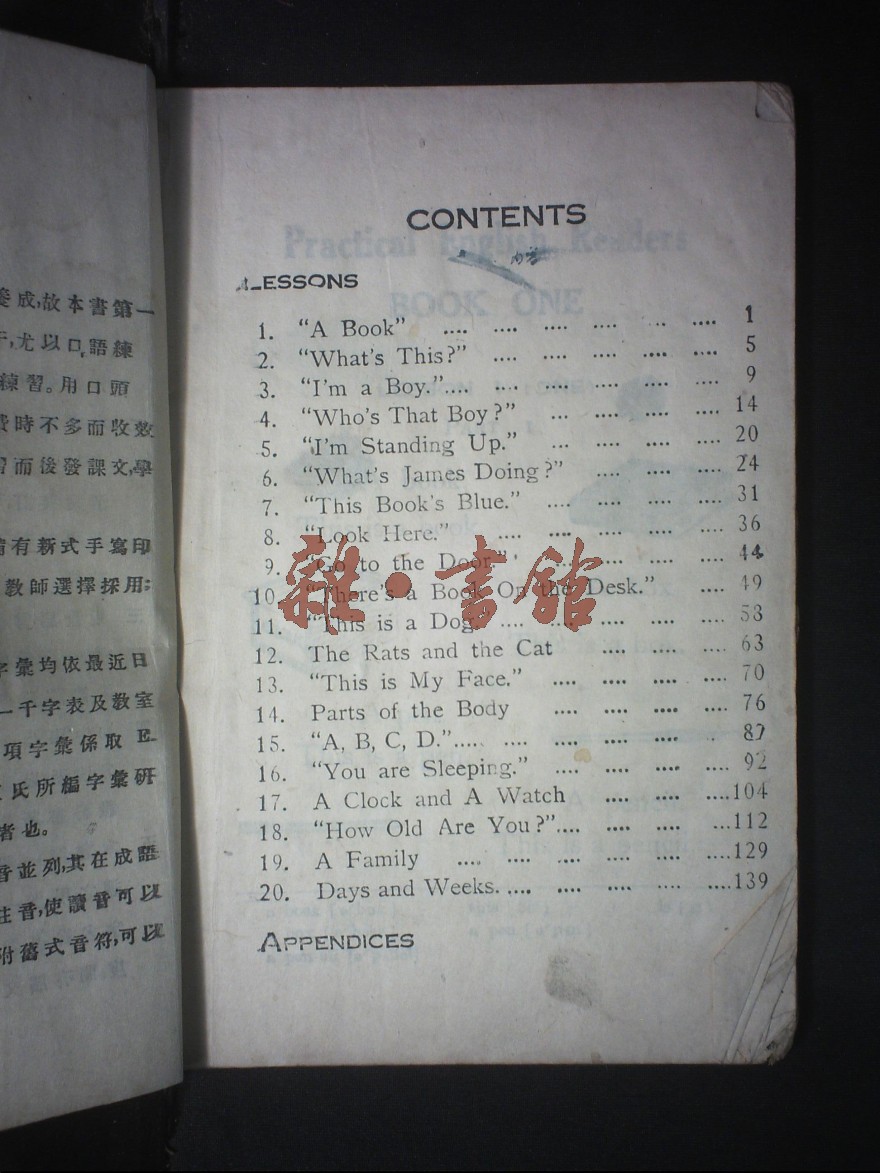 養成,故本書第一
尤以口語練
練習。用口頭
費時不多而收效
習而後發課文,學
備有新式手寫印
教師選擇採用;
字彙均依最近日
一千字表及教室
項字彙係取 E.
氏所編字彙研
者也。
音並列,其在成語
註音,使讀音可以
附舊式音符,可以
CONTENTS
內容
LESSONS
1. "A Book" .... .... .... .... .... .... 1
2. "What's This?" .... .... .... .... .... 5
3. "I'm a Boy.".... .... .... .... .... .... 9
4. "Who's That Boy?" ... .... .... .... 14
5. "I'm Standing Up." ... .... .... .... 20
6. "What's James Doing?" .... .... .... 24
7. "This Book's Blue." .... .... .... .... 31
8. "Look Here." .... .... .... .... .... 36
9. "Go to the Door" .... .... .... .... 44
10. "There's a Book On the Desk." .... 49
11. "This is a Dog. .... .... .... .... .... 58
12. The Rats and the Cat .... .... .... 63
13. "This is My Face." .... .... .... .... 70
14. Parts of the Body .... .... .... .... 76
15. "A, B, C, D.".... .... .... .... .... .... 87
16. "You are Sleeping." .... .... .... .... 92
17. A Clock and A Watch .... .... ....104
18. "How Old Are You?".... .... .... ....112
19. A Family .... .... .... .... .... ....129
20. Days and Weeks. .... .... .... .... ....139
APPENDICES
雜·書館